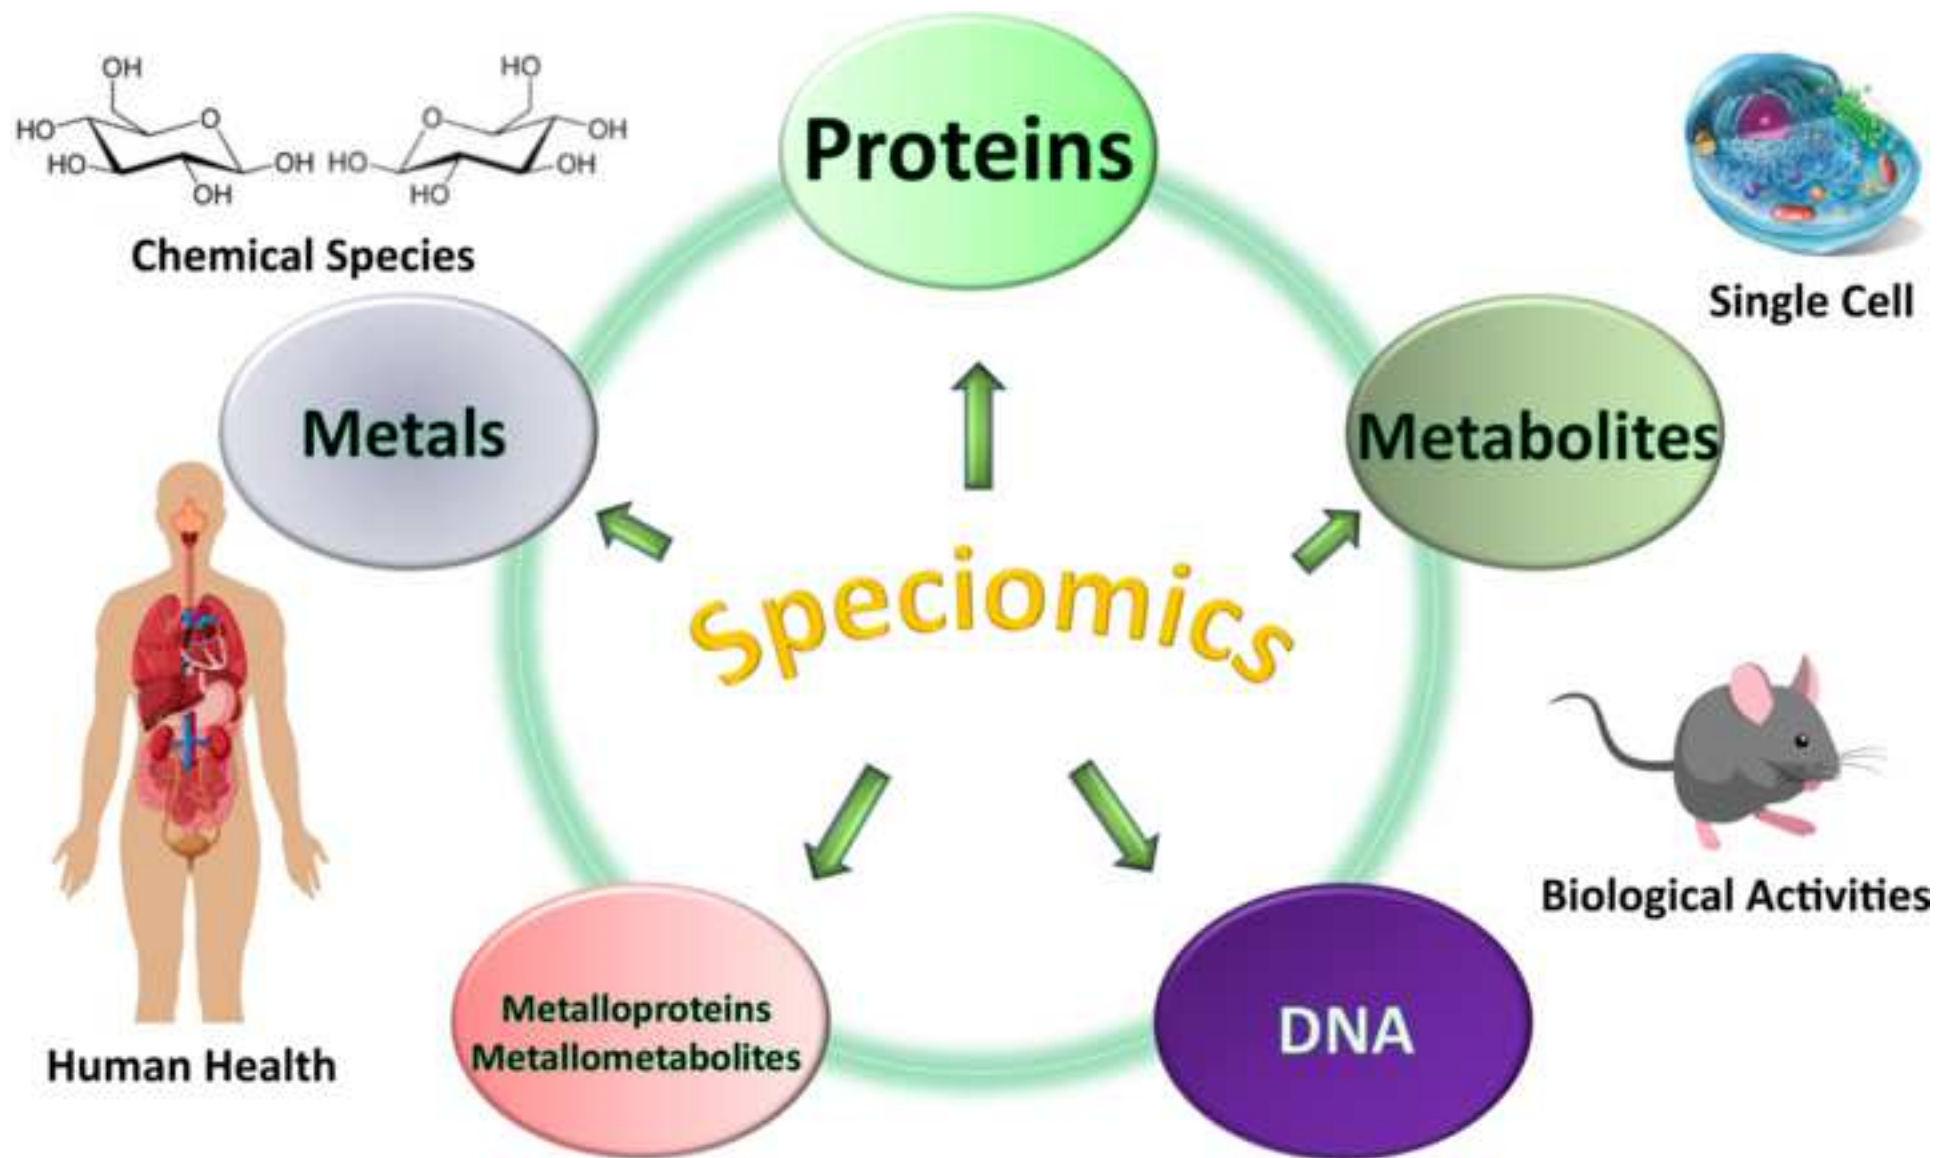 OH
HO
O
HO
OH
OH
HO
O
OH
HO
OH
HO
Chemical Species
Proteins
Single Cell
Metals
Metabolites
Speciomics
Biological Activities
Metalloproteins
Metallometabolites
DNA
Human Health